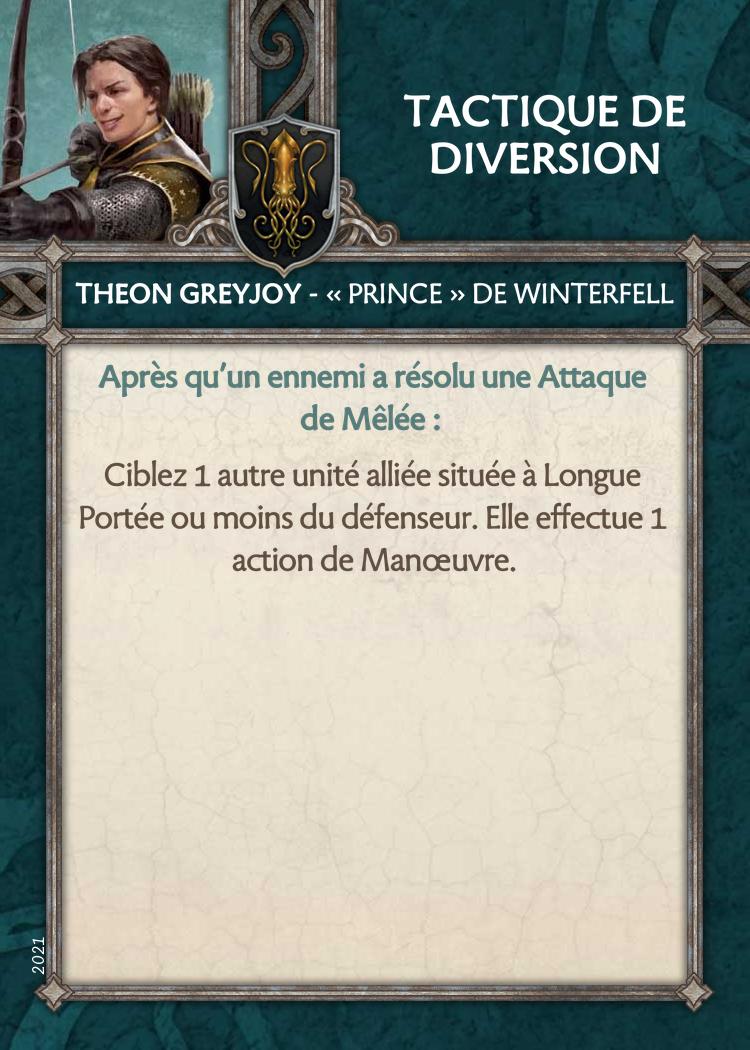 TACTIQUE DE
DIVERSION
THEON GREYJOY - « PRINCE » DE WINTERFELL
Après qu'un ennemi a résolu une Attaque
de Mêlée :
Ciblez 1 autre unité alliée située à Longue
Portée ou moins du défenseur. Elle effectue 1
action de Manœuvre.
2021